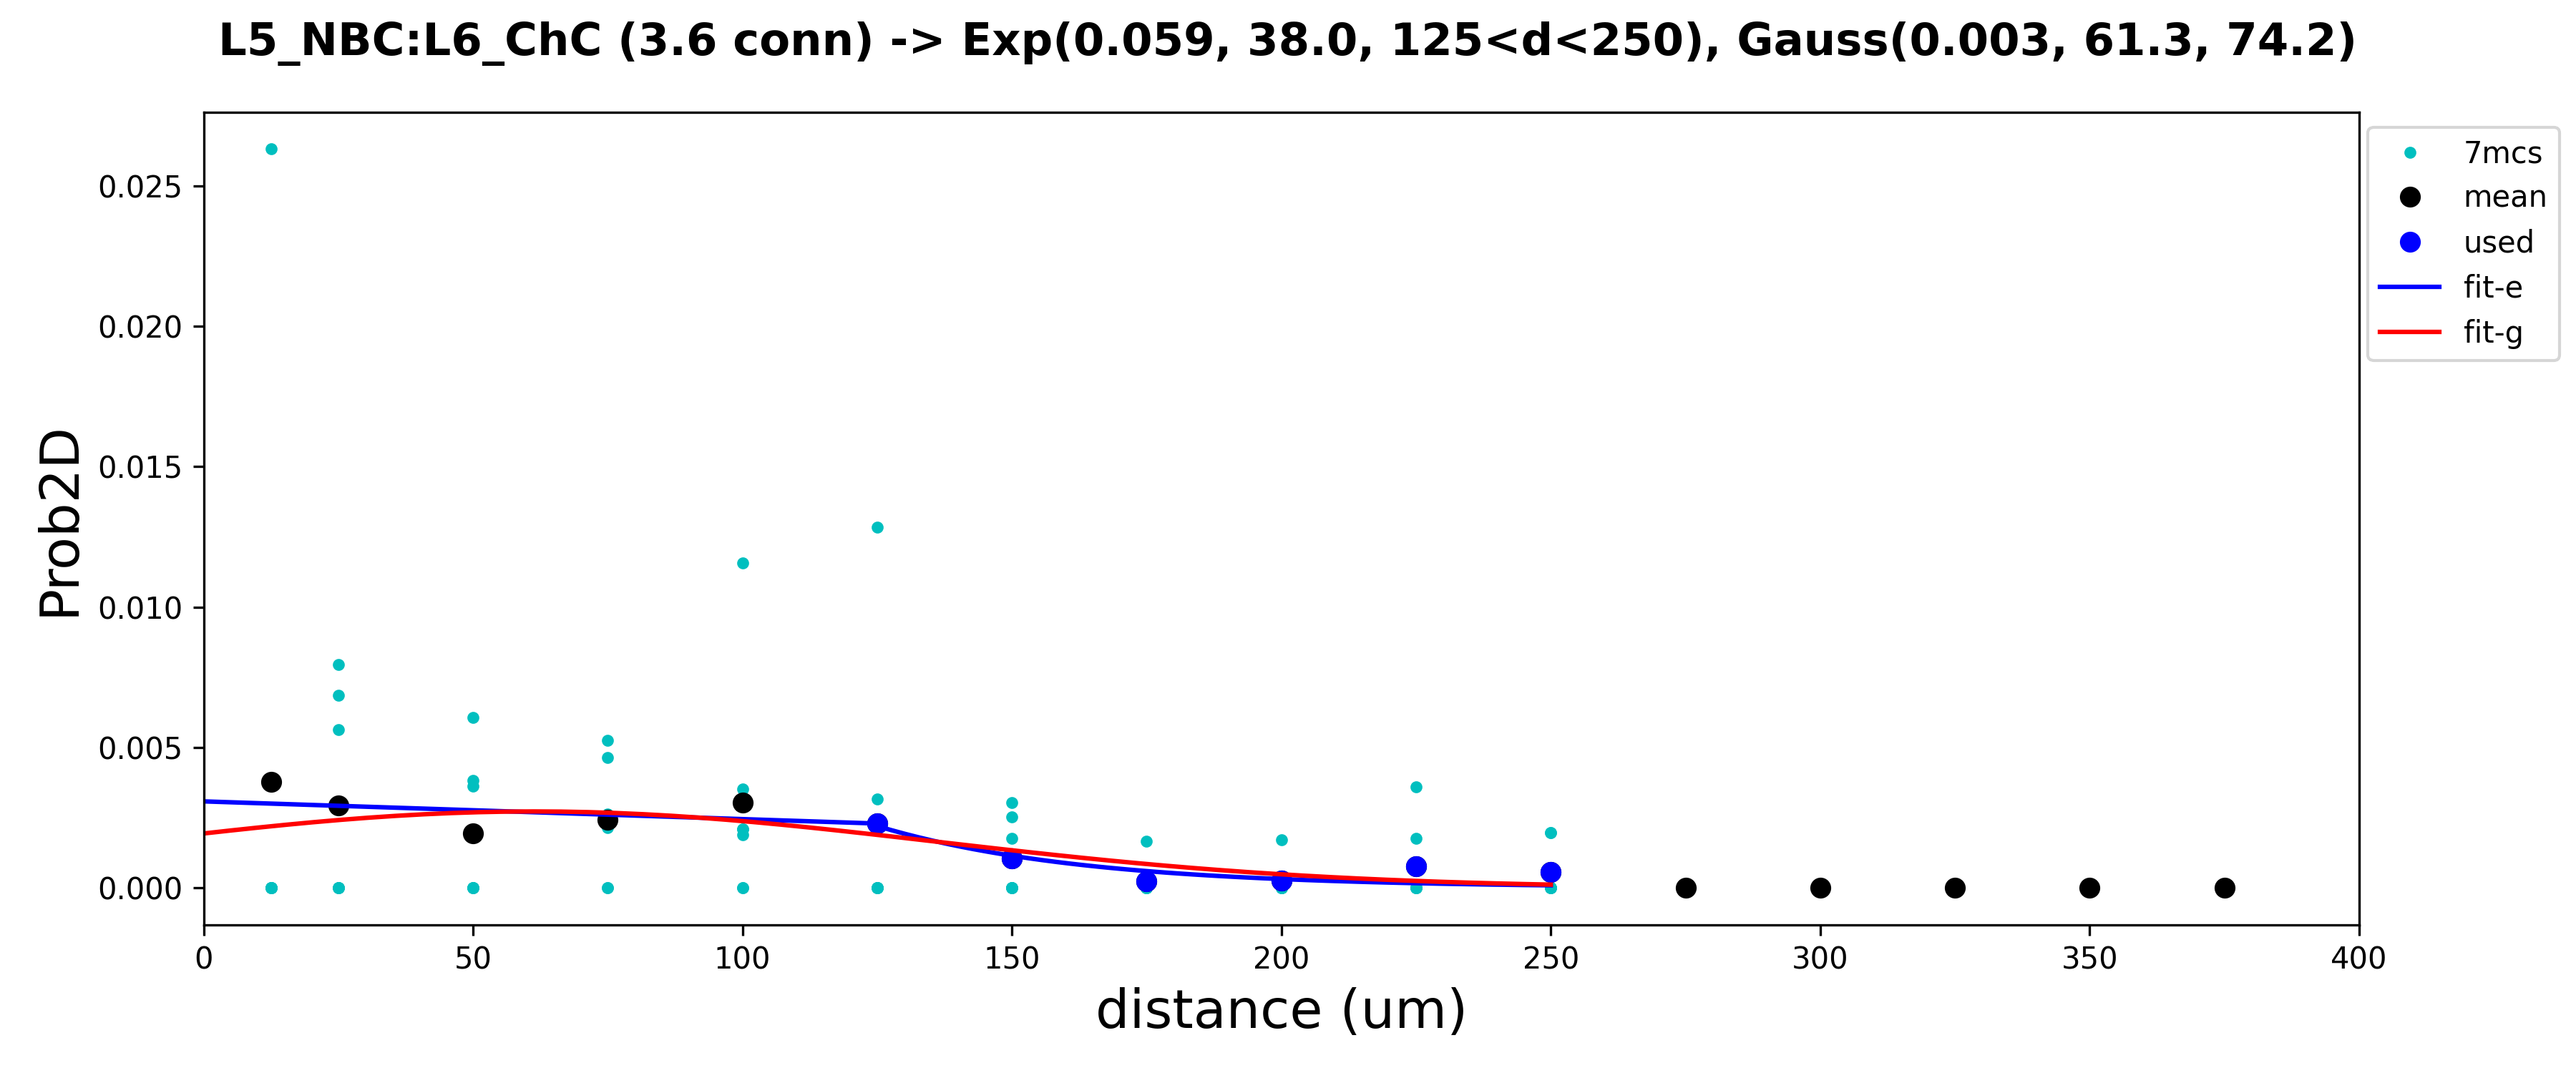 L5_NBC:L6_ChC (3.6 conn) -> Exp(0.059, 38.0, 125<d<250), Gauss(0.003, 61.3, 74.2)
7mcs
mean
used
fit-e
fit-g
Prob2D
0.025
0.020
0.015
0.010
0.005
0.000
0 50 100 150 200 250 300 350 400
distance (um)